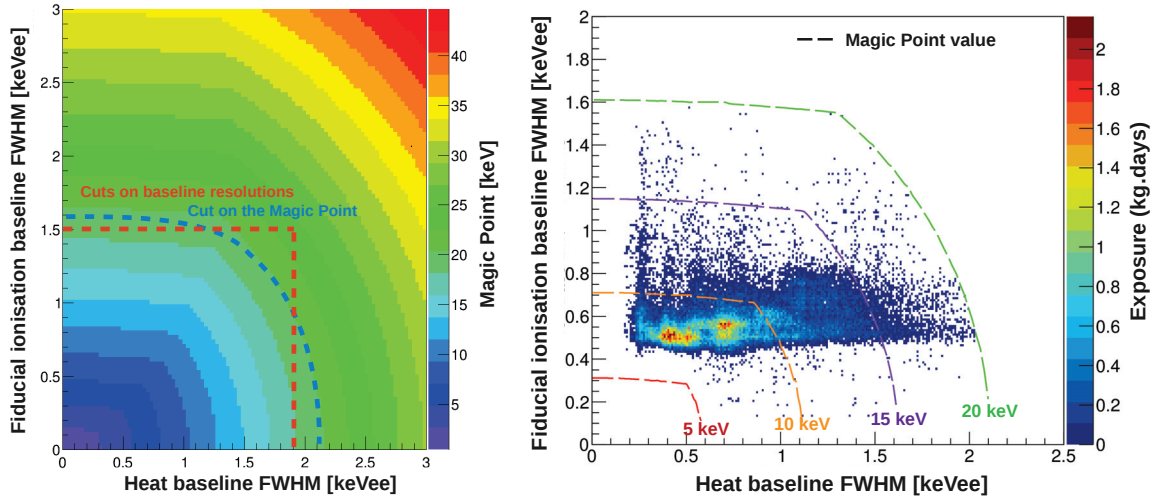 Fiducial ionisation baseline FWHM [keVee]
3
2.5
2
1.5
1
0.5
0
Cuts on baseline resolutions
Cut on the Magic Point
0 0.5 1 1.5 2 2.5 3
Heat baseline FWHM [keVee]
40
35
30
25
20
15
10
5
Magic Point [keV]
Fiducial ionisation baseline FWHM [keVee]
2
1.8
1.6
1.4
1.2
1
0.8
0.6
0.4
0.2
0
Magic Point value
5 keV
10 keV
15 keV
20 keV
0 0.5 1 1.5 2 2.5
Heat baseline FWHM [keVee]
2
1.8
1.6
1.4
1.2
1
0.8
0.6
0.4
0.2
0
Exposure (kg.days)